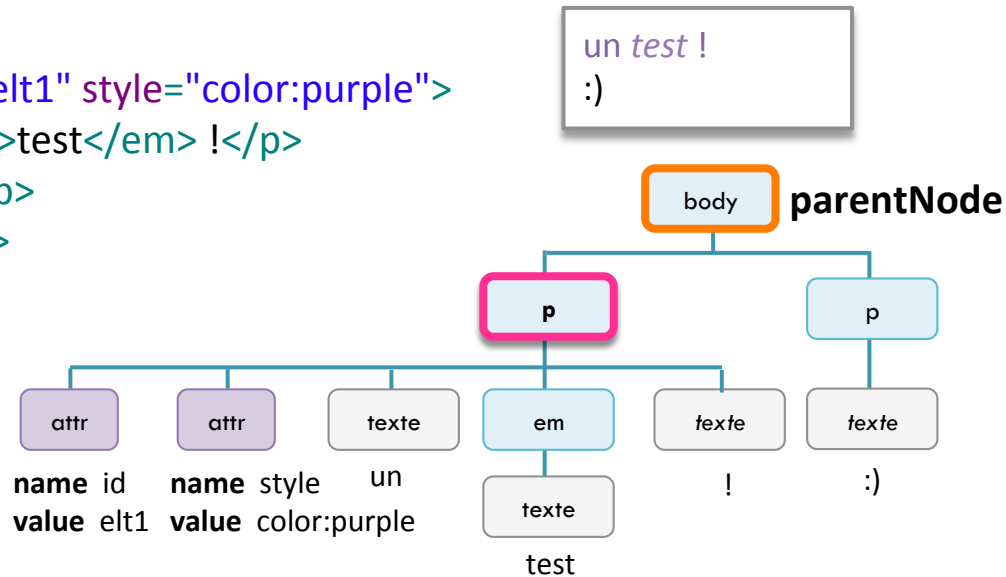 un test !
:)
elt1" style="color:purple">
>test</em> !</p>
p>
>
body parentNode
p p
attr attr texte em texte texte
name id name style un ! :)
value elt1 value color:purple
texte
test